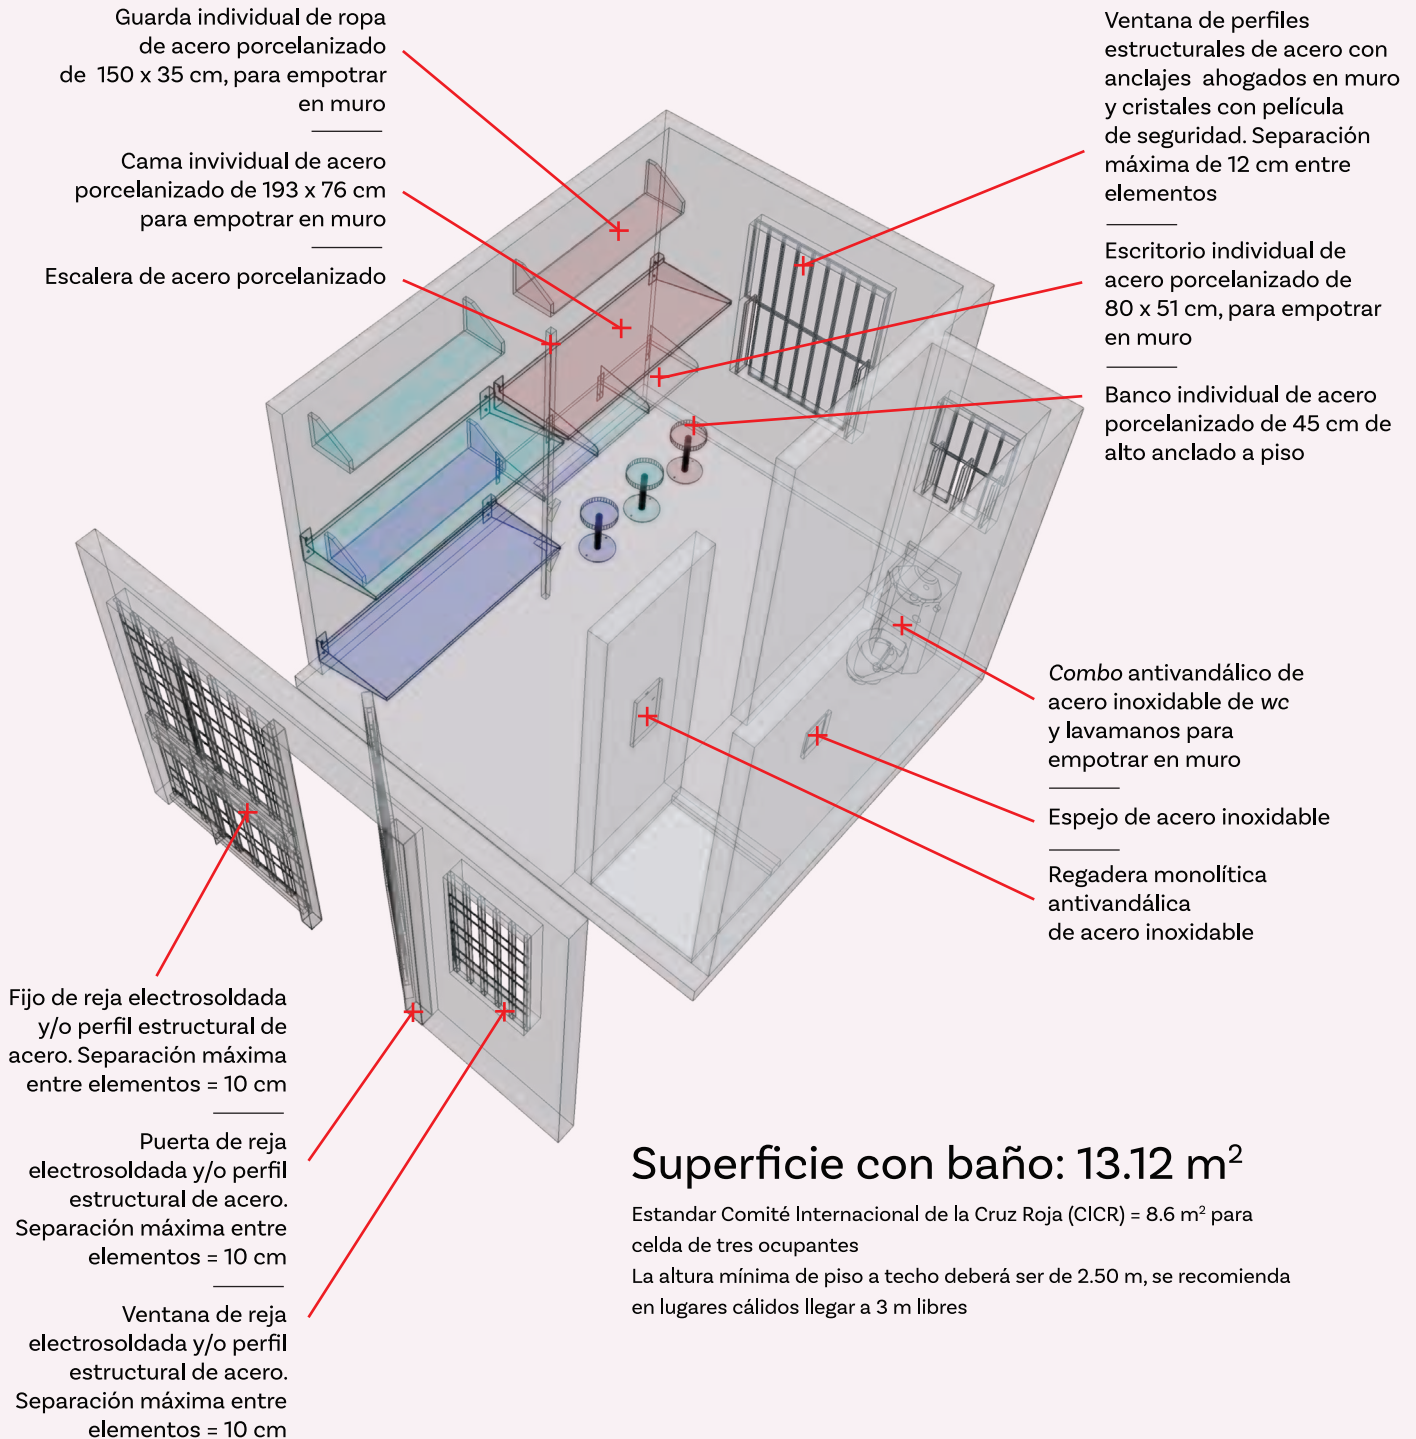 Guarda individual de ropa
de acero porcelanizado
de 150 x 35 cm, para empotrar
en muro
Cama invividual de acero
porcelanizado de 193 x 76 cm
para empotrar en muro
Escalera de acero porcelanizado
Ventana de perfiles
estructurales de acero con
anclajes ahogados en muro
y cristales con película
de seguridad. Separación
máxima de 12 cm entre
elementos
Escritorio individual de
acero porcelanizado de
80 x 51 cm, para empotrar
en muro
Banco individual de acero
porcelanizado de 45 cm de
alto anclado a piso
Combo antivandálico de
acero inoxidable de wc
y lavamanos para
empotrar en muro
Espejo de acero inoxidable
Regadera monolítica
antivandálica
de acero inoxidable
Fijo de reja electrosoldada
y/o perfil estructural de
acero. Separación máxima
entre elementos = 10 cm
Puerta de reja
electrosoldada y/o perfil
estructural de acero.
Separación máxima entre
elementos = 10 cm
Ventana de reja
electrosoldada y/o perfil
estructural de acero.
Separación máxima entre
elementos = 10 cm
Superficie con baño: 13.12 m²
Estandar Comité Internacional de la Cruz Roja (CICR) = 8.6 m² para
celda de tres ocupantes
La altura mínima de piso a techo deberá ser de 2.50 m, se recomienda
en lugares cálidos llegar a 3 m libres